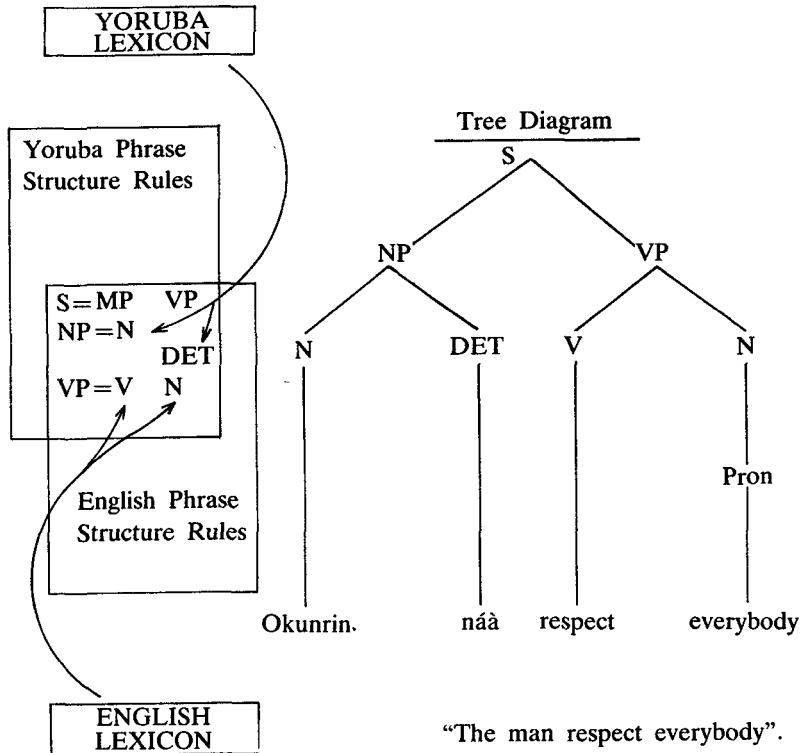 YORUBA
LEXICON
Yoruba Phrase
Structure Rules
S=MP VP
NP=N
DET
VP=V N
English Phrase
Structure Rules
ENGLISH
LEXICON
Tree Diagram
S
NP VP
N DET V N
Pron
Okunrin. náà respect everybody
“The man respect everybody”.